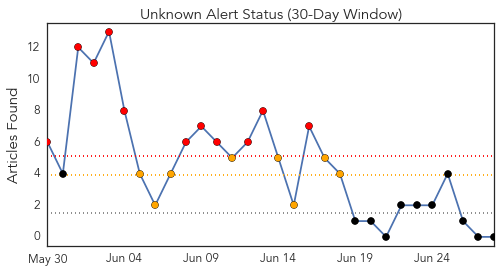 Unknown Alert Status (30-Day Window)
Articles Found
12
10
8
6
4
2
0
May 30 Jun 04 Jun 09 Jun 14 Jun 19 Jun 24